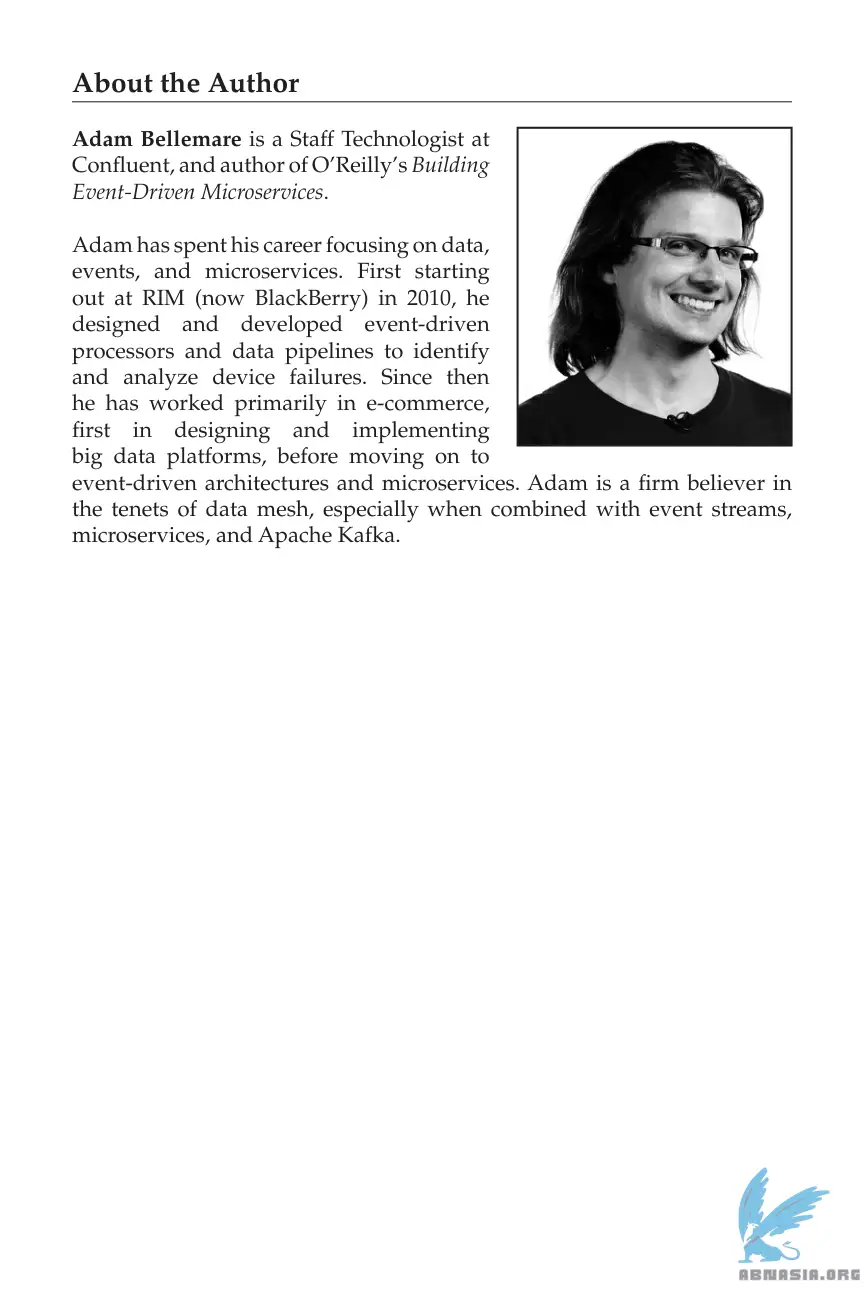 About the Author
Adam Bellemare is a Staff Technologist at
Confluent, and author of O’Reilly’s Building
Event-Driven Microservices.
Adam has spent his career focusing on data,
events, and microservices. First starting
out at RIM (now BlackBerry) in 2010, he
designed and developed event-driven
processors and data pipelines to identify
and analyze device failures. Since then
he has worked primarily in e-commerce,
first in designing and implementing
big data platforms, before moving on to
event-driven architectures and microservices. Adam is a firm believer in
the tenets of data mesh, especially when combined with event streams,
microservices, and Apache Kafka.
ABNASIA.ORG